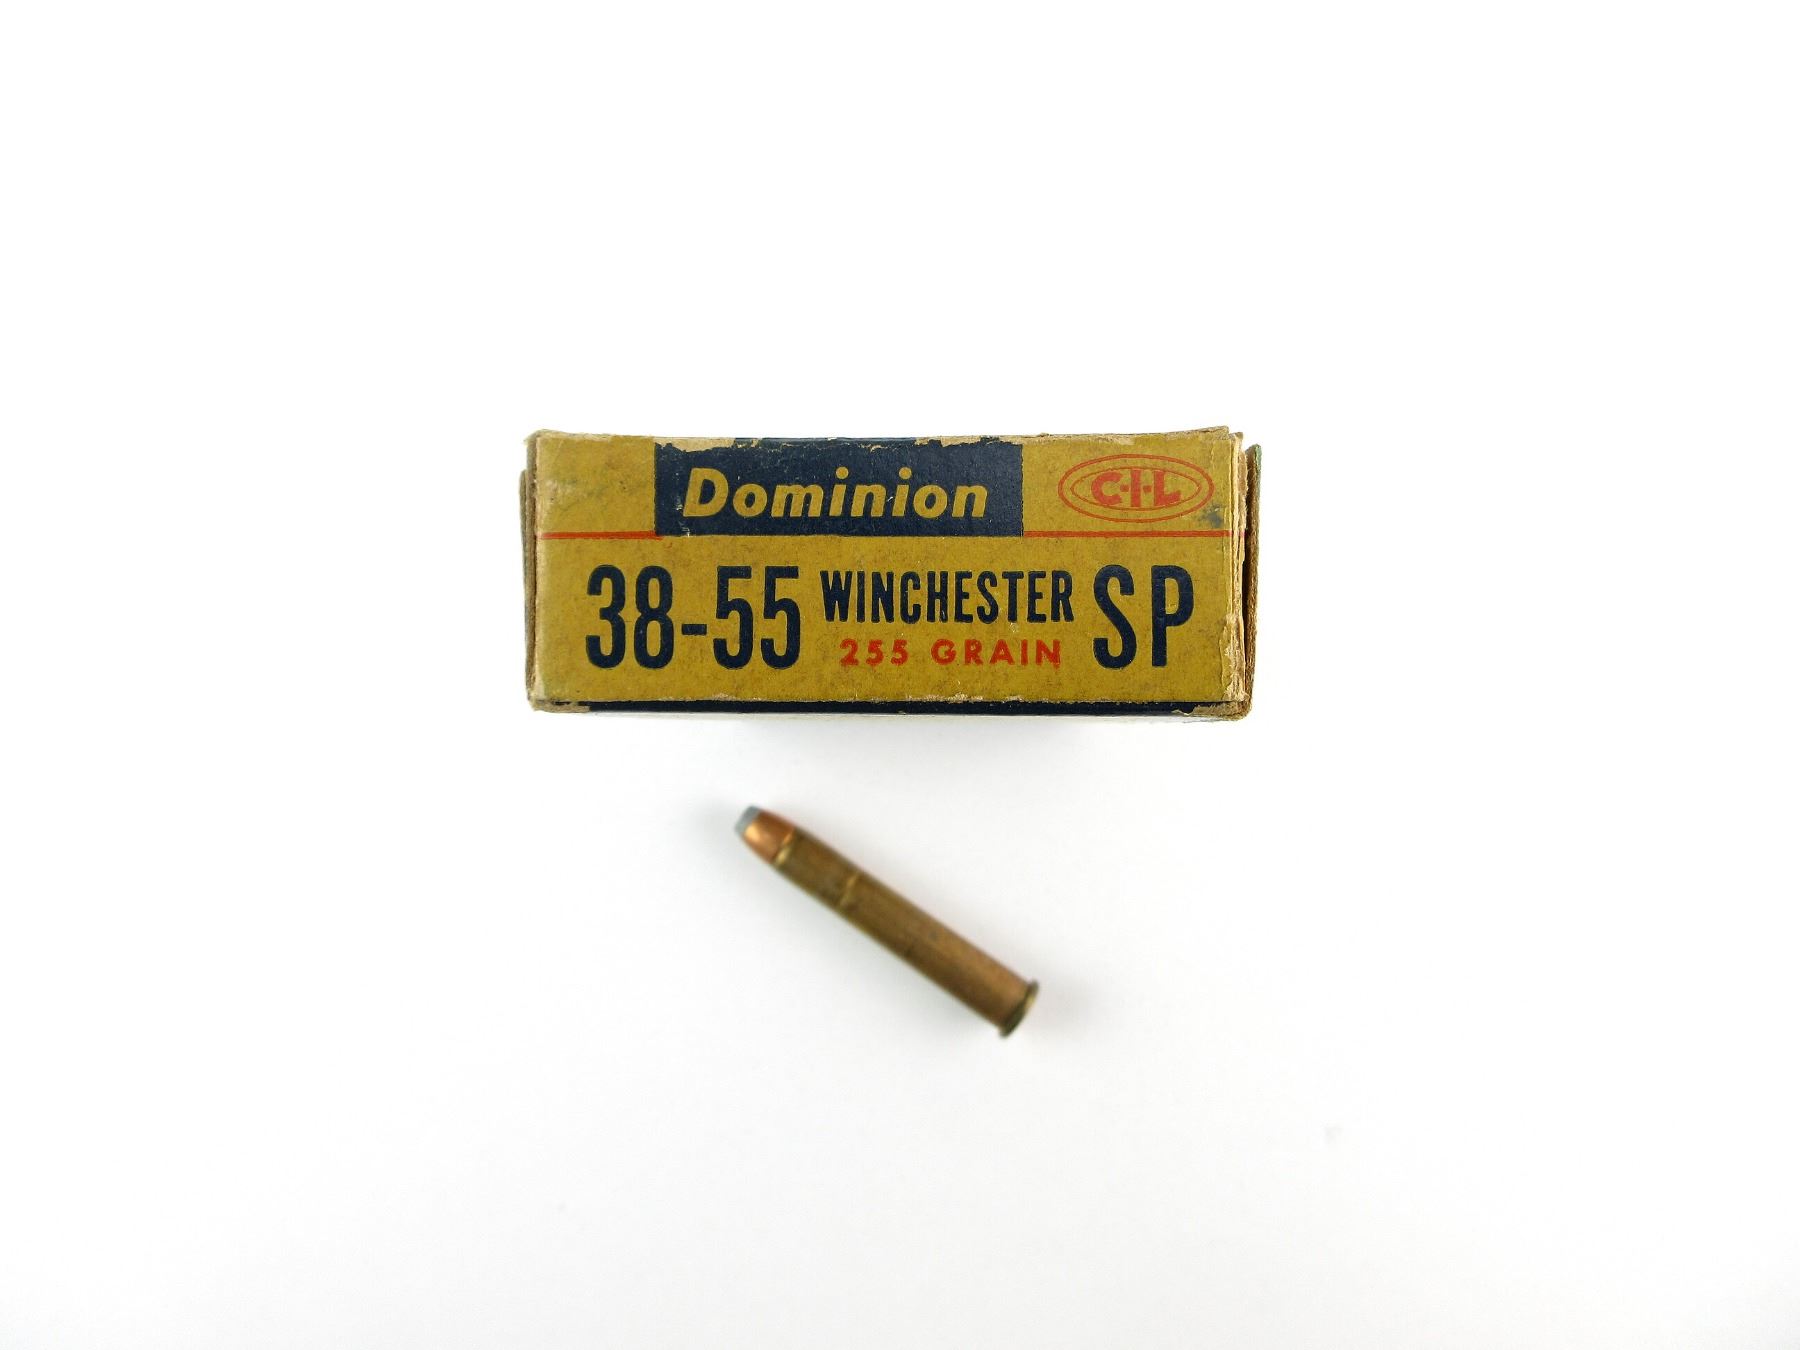 Dominion
C·I·L
38-55 WINCHESTER SP
255 GRAIN